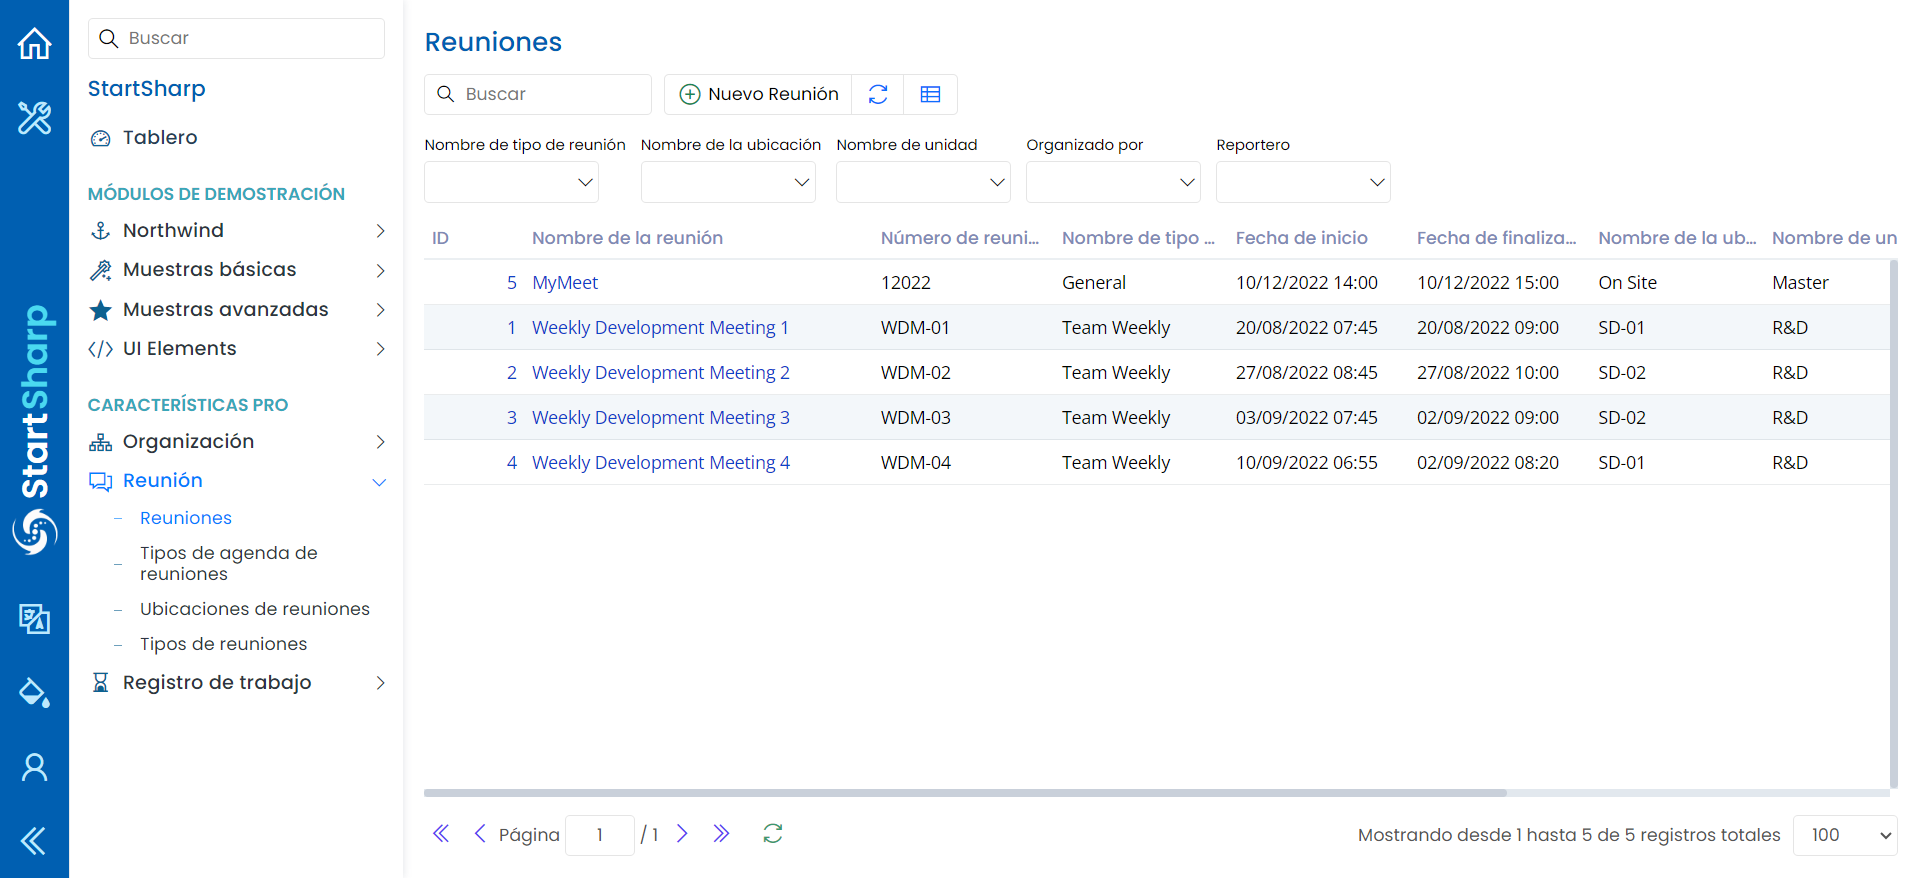 StartSharp
Buscar
StartSharp
Tablero
MÓDULOS DE DEMOSTRACIÓN
Northwind
Muestras básicas
Muestras avanzadas
UI Elements
CARACTERÍSTICAS PRO
Organización
Reunión
Reuniones
Tipos de agenda de
reuniones
Ubicaciones de reuniones
Tipos de reuniones
Registro de trabajo
Reuniones
Buscar Nuevo Reunión
Nombre de tipo de reunión Nombre de la ubicación Nombre de unidad Organizado por Reportero
ID Nombre de la reunión Número de reuni... Nombre de tipo ... Fecha de inicio Fecha de finaliza... Nombre de la ub... Nombre de un
5 MyMeet 12022 General 10/12/2022 14:00 10/12/2022 15:00 On Site Master
1 Weekly Development Meeting 1 WDM-01 Team Weekly 20/08/2022 07:45 20/08/2022 09:00 SD-01 R&D
2 Weekly Development Meeting 2 WDM-02 Team Weekly 27/08/2022 08:45 27/08/2022 10:00 SD-02 R&D
3 Weekly Development Meeting 3 WDM-03 Team Weekly 03/09/2022 07:45 02/09/2022 09:00 SD-02 R&D
4 Weekly Development Meeting 4 WDM-04 Team Weekly 10/09/2022 06:55 02/09/2022 08:20 SD-01 R&D
Página 1 / 1 Mostrando desde 1 hasta 5 de 5 registros totales 100